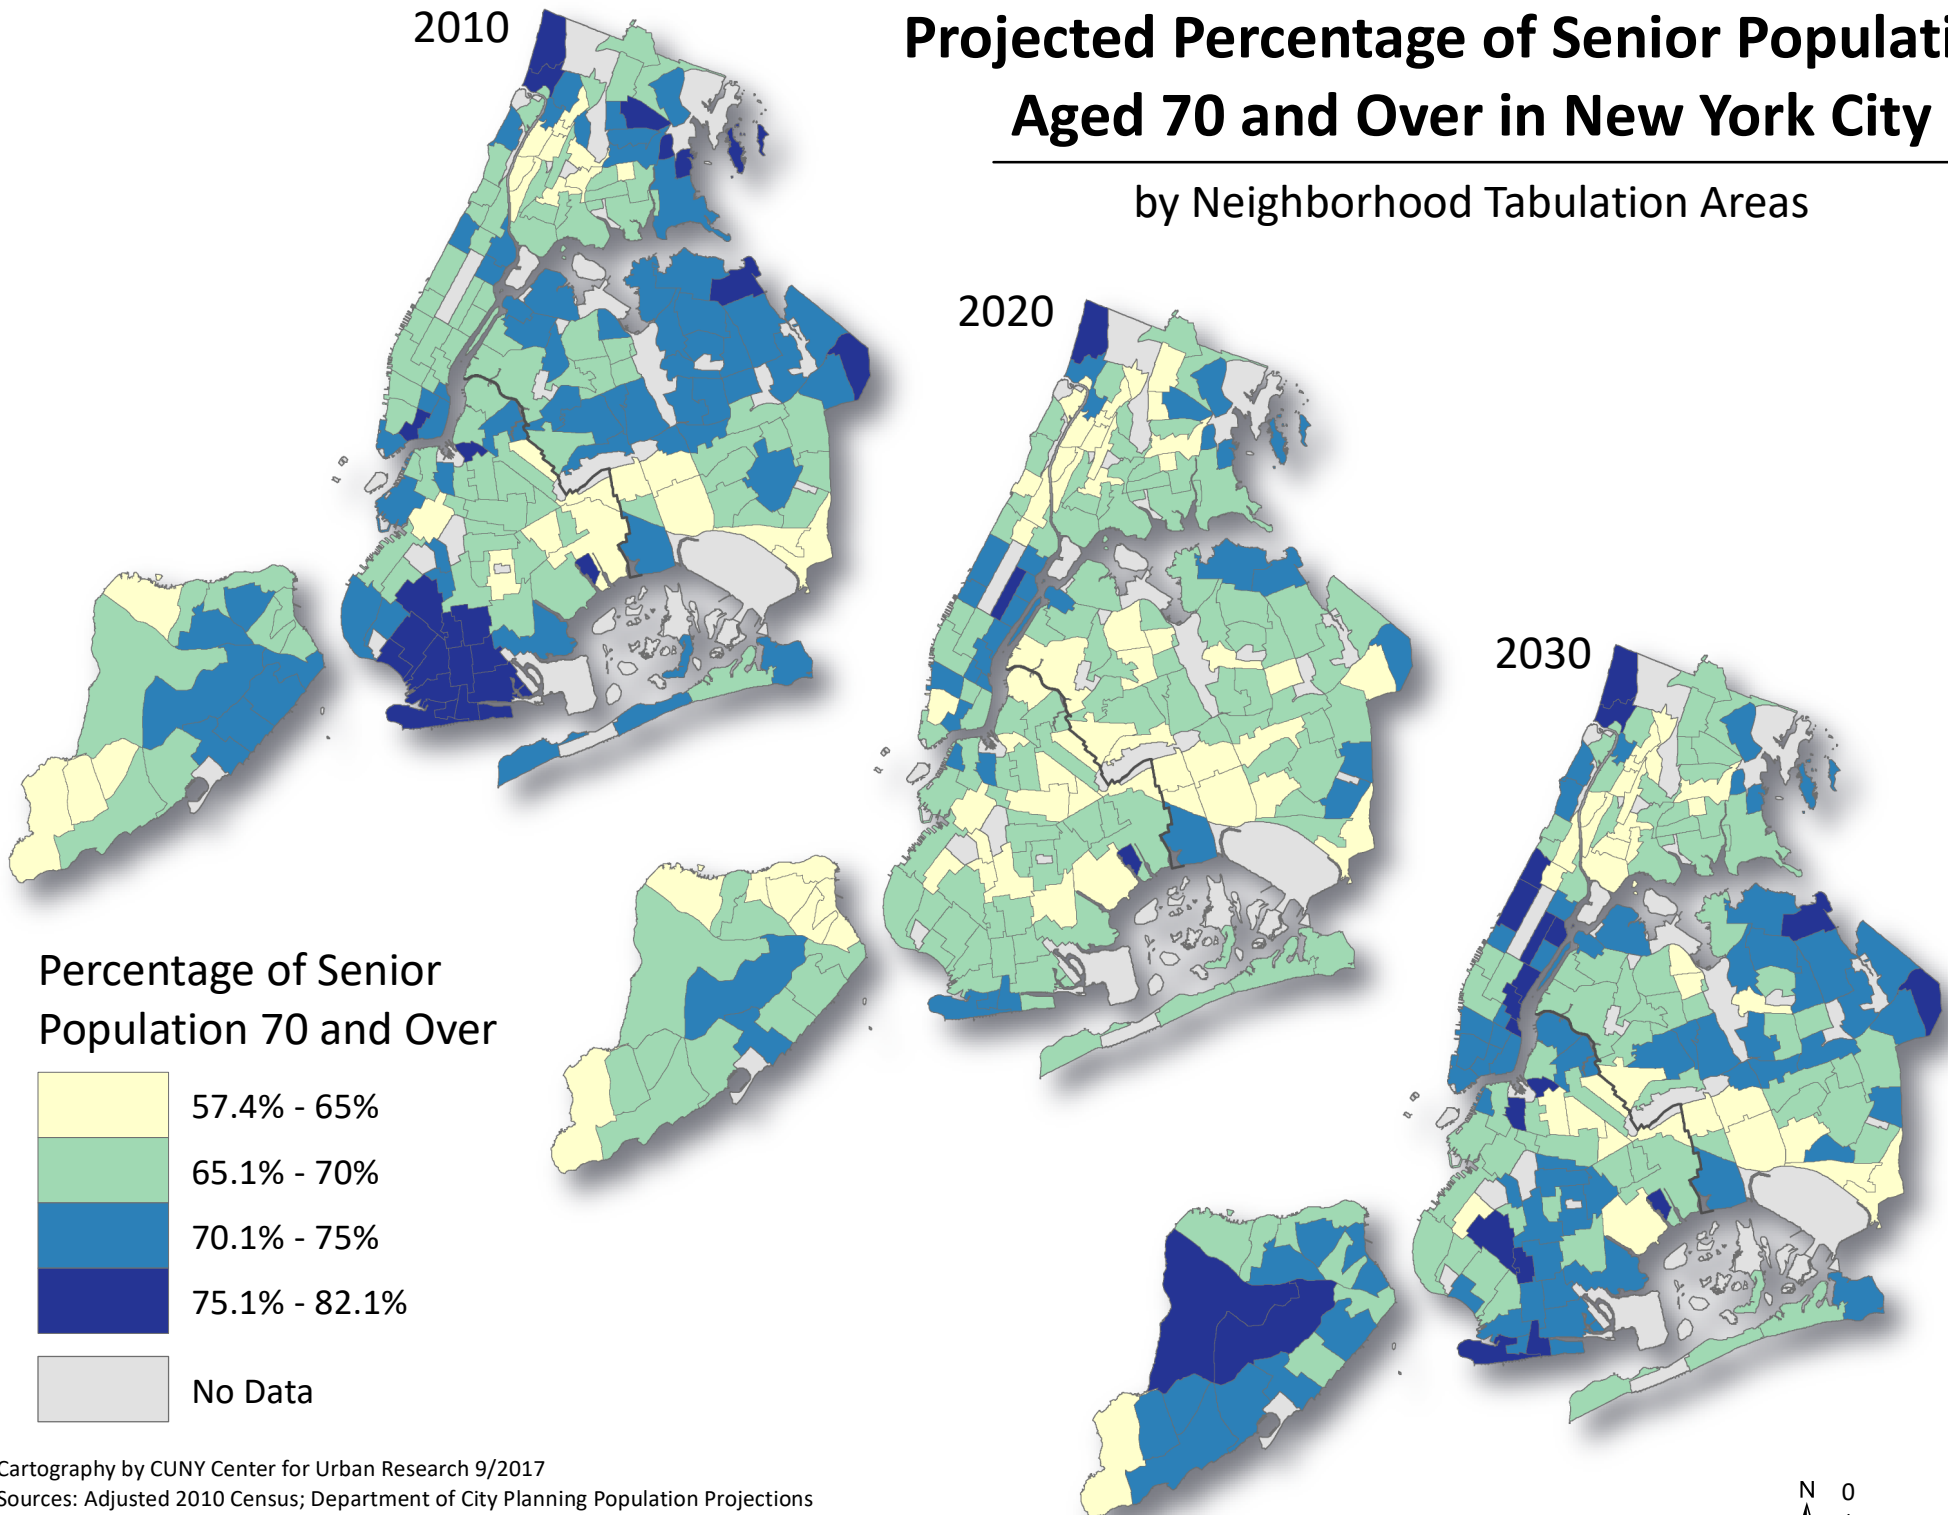 2010
Projected Percentage of Senior Populati
Aged 70 and Over in New York City
by Neighborhood Tabulation Areas
2020
2030
Percentage of Senior
Population 70 and Over
57.4% - 65%
65.1% - 70%
70.1% - 75%
75.1% - 82.1%
No Data
Cartography by CUNY Center for Urban Research 9/2017
Sources: Adjusted 2010 Census; Department of City Planning Population Projections
N 0